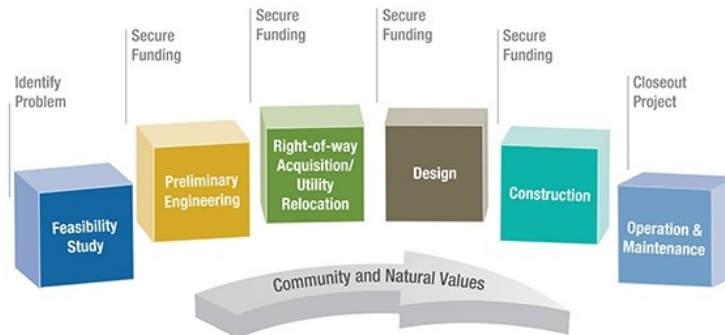 Secure
Funding
Secure
Funding
Secure
Funding
Secure
Funding
Identify
Problem
Closeout
Project
Feasibility
Study
Preliminary
Engineering
Right-of-way
Acquisition/
Utility
Relocation
Design
Construction
Operation &
Maintenance
Community and Natural Values